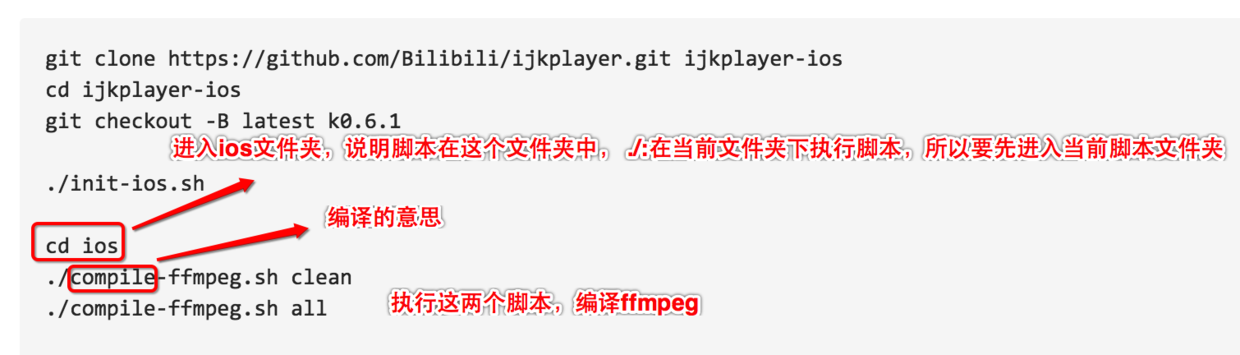 git clone https://github.com/Bilibili/ijkplayer.git ijkplayer-ios
cd ijkplayer-ios
git checkout -B latest k0.6.1
进入ios文件夹，说明脚本在这个文件夹中， ./:在当前文件夹下执行脚本，所以要先进入当前脚本文件夹
./init-ios.sh
编译的意思
cd ios
./compile-ffmpeg.sh clean
./compile-ffmpeg.sh all
执行这两个脚本，编译ffmpeg